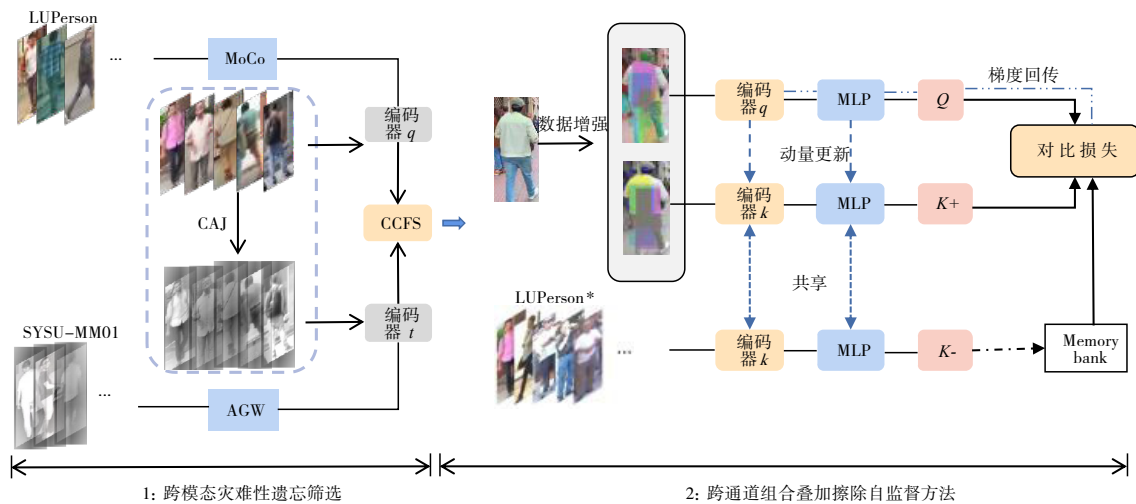 LUPerson
...
MoCo
编码
器 q
CAJ
CCFS
编码
器 t
SYSU-MM01
...
AGW
1: 跨模态灾难性遗忘筛选
数据增强
编码
器 q
MLP
Q
梯度回传
对比损失
动量更新
编码
器 k
MLP
K+
共享
LUPerson*
...
编码
器 k
MLP
K-
Memory
bank
2: 跨通道组合叠加擦除自监督方法